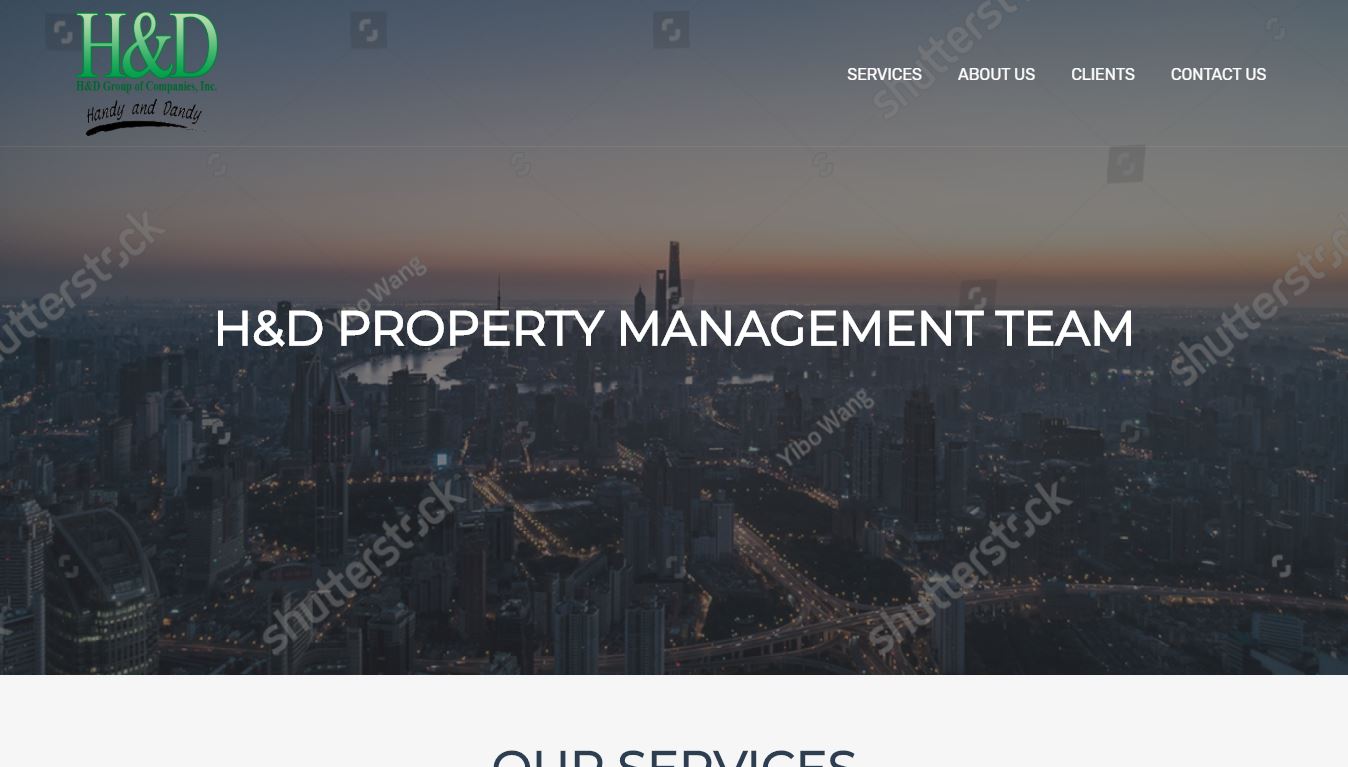 H&D
H&D Group of Companies, Inc.
Handy and Dandy
SERVICES ABOUT US CLIENTS CONTACT US
shutterstock
shutterstock
Yibo Wang
shutterstock
H&D PROPERTY MANAGEMENT TEAM
Yibo Wang
shutterstock
shutterstock
OUR SERVICES